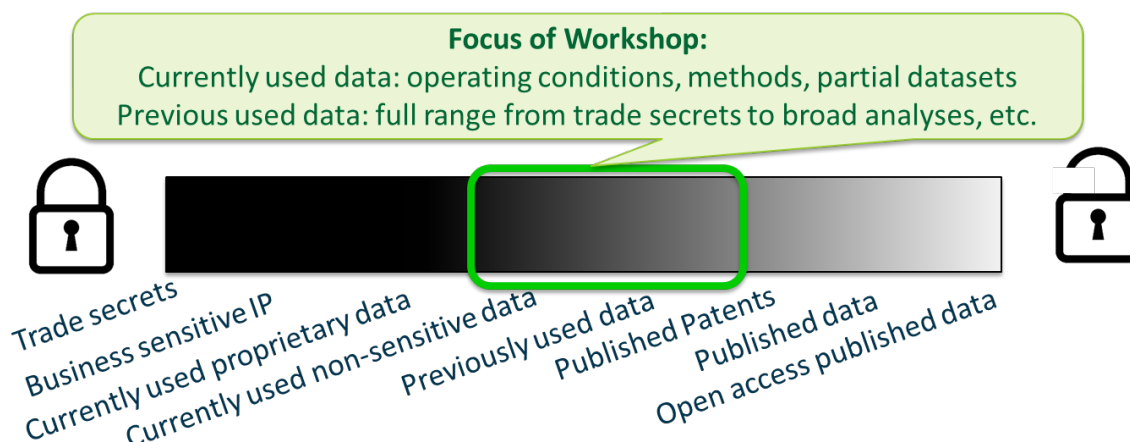 Focus of Workshop:
Currently used data: operating conditions, methods, partial datasets
Previous used data: full range from trade secrets to broad analyses, etc.
Trade secrets
Business sensitive IP
Currently used proprietary data
Currently used non-sensitive data
Previously used data
Published Patents
Published data
Open access published data